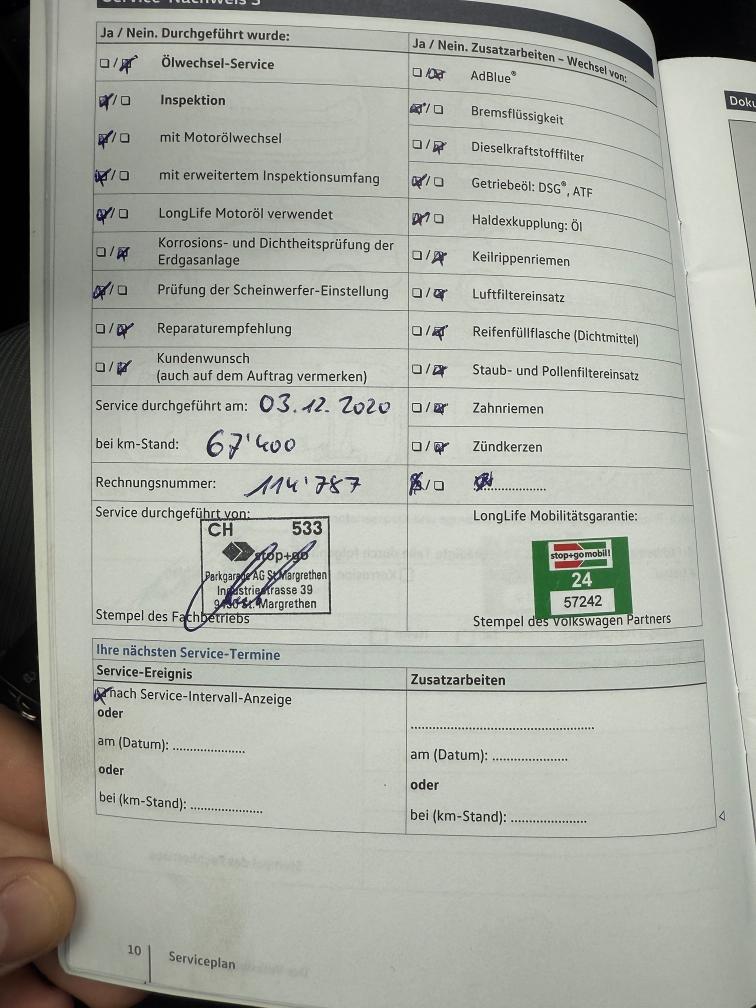 Service-Nachweis 3
Ja / Nein. Durchgeführt wurde:
Ölwechsel-Service
Inspektion
mit Motorölwechsel
mit erweitertem Inspektionsumfang
LongLife Motoröl verwendet
Korrosions- und Dichtheitsprüfung der
Erdgasanlage
Prüfung der Scheinwerfer-Einstellung
Reparaturempfehlung
Kundenwunsch
(auch auf dem Auftrag vermerken)
Service durchgeführt am: 03.12.2020
bei km-Stand: 67'400
Rechnungsnummer: 114'787
Service durchgeführt von:
CH 533
stop+go
Parkgarage AG St.Margrethen
Industriestrasse 39
9430 St. Margrethen
Stempel des Fachbetriebs
Ja / Nein. Zusatzarbeiten – Wechsel von:
AdBlue®
Bremsflüssigkeit
Dieselkraftstofffilter
Getriebeöl: DSG®, ATF
Haldexkupplung: Öl
Keilrippenriemen
Luftfiltereinsatz
Reifenfüllflasche (Dichtmittel)
Staub- und Pollenfiltereinsatz
Zahnriemen
Zündkerzen
LongLife Mobilitätsgarantie:
stop+go mobil!
24
57242
Stempel des Volkswagen Partners
Ihre nächsten Service-Termine
Service-Ereignis
nach Service-Intervall-Anzeige
oder
am (Datum): ....................
oder
bei (km-Stand): ....................
Zusatzarbeiten
am (Datum): ....................
oder
bei (km-Stand): ....................
10 Serviceplan
Doku